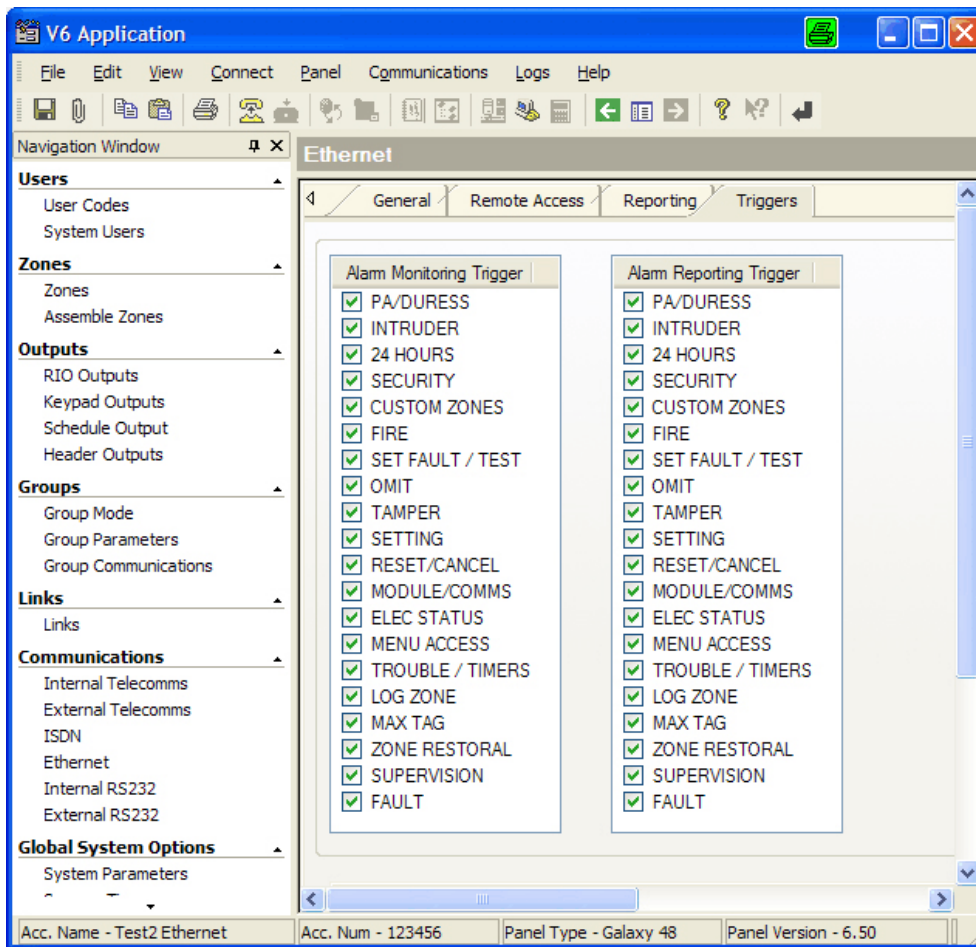 V6 Application
File Edit View Connect Panel Communications Logs Help
Navigation Window
Ethernet
Users
User Codes
System Users
Zones
Zones
Assemble Zones
Outputs
RIO Outputs
Keypad Outputs
Schedule Output
Header Outputs
Groups
Group Mode
Group Parameters
Group Communications
Links
Links
Communications
Internal Telecomms
External Telecomms
ISDN
Ethernet
Internal RS232
External RS232
Global System Options
System Parameters
General Remote Access Reporting Triggers
Alarm Monitoring Trigger
PA/DURESS
INTRUDER
24 HOURS
SECURITY
CUSTOM ZONES
FIRE
SET FAULT / TEST
OMIT
TAMPER
SETTING
RESET/CANCEL
MODULE/COMMS
ELEC STATUS
MENU ACCESS
TROUBLE / TIMERS
LOG ZONE
MAX TAG
ZONE RESTORAL
SUPERVISION
FAULT
Alarm Reporting Trigger
PA/DURESS
INTRUDER
24 HOURS
SECURITY
CUSTOM ZONES
FIRE
SET FAULT / TEST
OMIT
TAMPER
SETTING
RESET/CANCEL
MODULE/COMMS
ELEC STATUS
MENU ACCESS
TROUBLE / TIMERS
LOG ZONE
MAX TAG
ZONE RESTORAL
SUPERVISION
FAULT
Acc. Name - Test2 Ethernet Acc. Num - 123456 Panel Type - Galaxy 48 Panel Version - 6.50